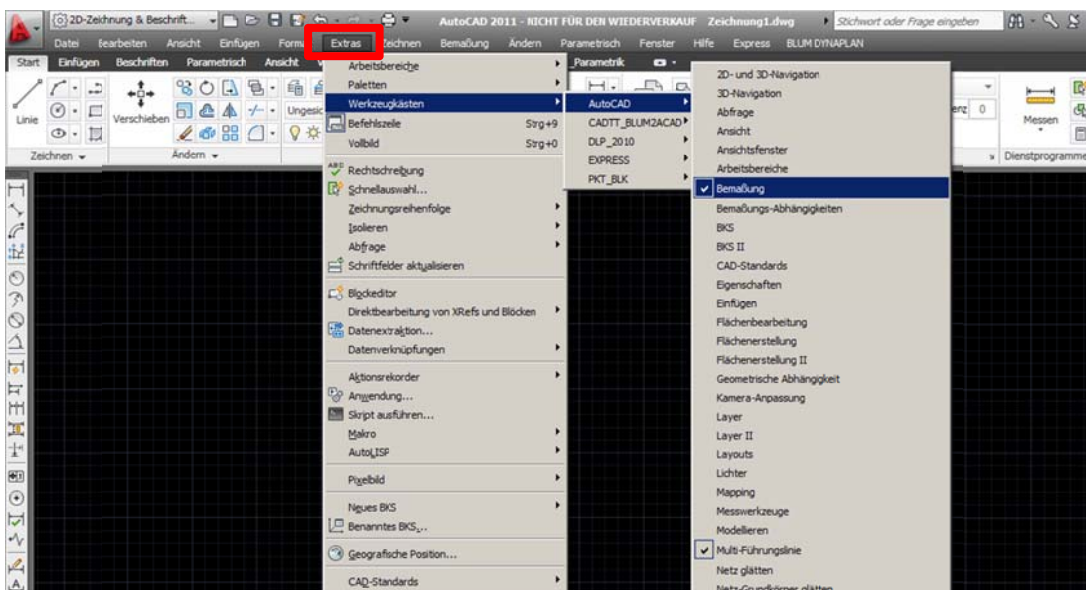 2D-Zeichnung & Beschrift...
AutoCAD 2011 - NICHT FÜR DEN WIEDERVERKAUF Zeichnung1.dwg
Stichwort oder Frage eingeben
Datei Bearbeiten Ansicht Einfügen Extras Zeichnen Bemaßung Ändern Parametrisch Fenster Hilfe Express BLUM DYNAPLAN
Start Einfügen Beschriften Parametrisch Ansicht
Parametrik
Linie
Verschieben
0
Messen
Zeichnen
Ändern
Dienstprogramme
Arbeitsbereiche
Paletten
Werkzeugkästen
Befehlszeile Strg+9
Vollbild Strg+0
ABC
Rechtschreibung
Schnellauswahl...
Zeichnungsreihenfolge
Isolieren
Abfrage
Schriftfelder aktualisieren
Blockeditor
Direktbearbeitung von XRefs und Blöcken
Datenextraktion...
Datenverknüpfungen
Aktionsrekorder
Anwendung...
Skript ausführen...
Makro
AutoLISP
Pixelbild
Neues BKS
Benanntes BKS...
Geografische Position...
CAD-Standards
AutoCAD
CADTT_BLUM2ACAD
DLP_2010
EXPRESS
PKT_BLK
2D- und 3D-Navigation
3D-Navigation
Abfrage
Ansicht
Ansichtsfenster
Arbeitsbereiche
Bemaßung
Bemaßungs-Abhängigkeiten
BKS
BKS II
CAD-Standards
Eigenschaften
Einfügen
Flächenbearbeitung
Flächenerstellung
Flächenerstellung II
Geometrische Abhängigkeit
Kamera-Anpassung
Layer
Layer II
Layouts
Lichter
Mapping
Messwerkzeuge
Modellieren
Multi-Führungslinie
Netz glätten
Netz-Grundkörper glätten